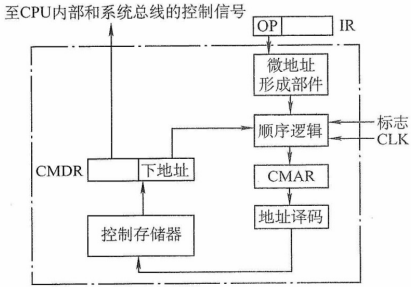 至CPU内部和系统总线的控制信号
OP
IR
微地址
形成部件
顺序逻辑
标志
CLK
CMDR
下地址
CMAR
地址译码
控制存储器